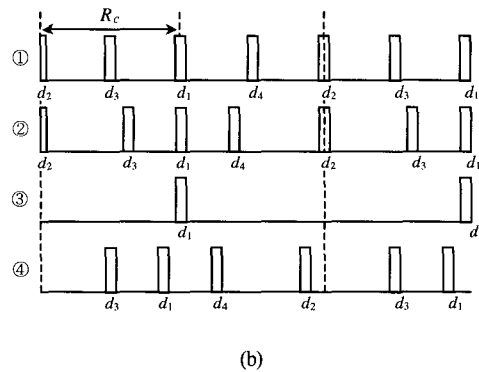 R_c
①
d_2 d_3 d_1 d_4 d_2 d_3 d_1
②
d_2 d_3 d_1 d_4 d_2 d_3 d_1
③
d_1 d
④
d_3 d_1 d_4 d_2 d_3 d_1
(b)